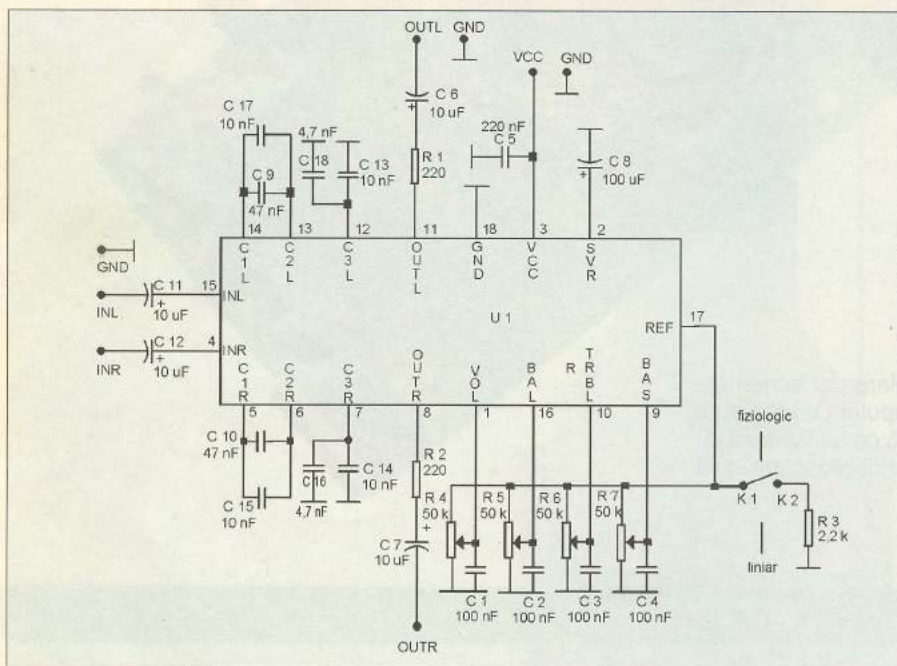 OUTL GND
VCC GND
C 6
10 uF
C 17
10 nF
4,7 nF
C 18
C 13
10 nF
C 9
47 nF
R 1
220
220 nF
C 5
C 8
100 uF
14 13 12 11 18 3 2
C1L C2L C3L OUTL GND VCC SVR
GND
C 11
15
INL
INL
+
10 uF
U 1
REF
17
C 12
4
INR
INR
+
10 uF
C1R C2R C3R OUTR VOL BAL TRBLR BAS
5 6 7 8 1 16 10 9
C 10
47 nF
C 16
4,7 nF
C 14
10 nF
C 15
10 nF
R 2
220
R 4
50 k
R 5
50 k
R 6
50 k
R 7
50 k
+
C 7
10 uF
C 1
100 nF
C 2
100 nF
C 3
100 nF
C 4
100 nF
fiziologic
K 1 K 2
liniar
R 3
2,2 k
OUTR